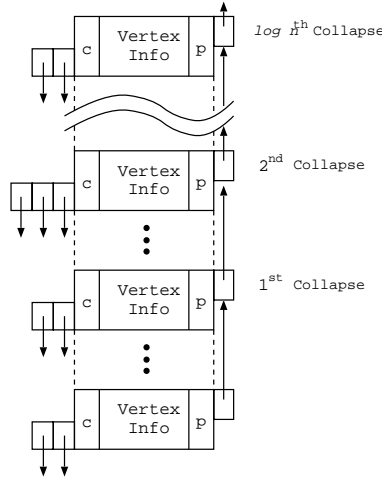 c Vertex Info p log n^th Collapse
c Vertex Info p 2^nd Collapse
c Vertex Info p 1^st Collapse
c Vertex Info p